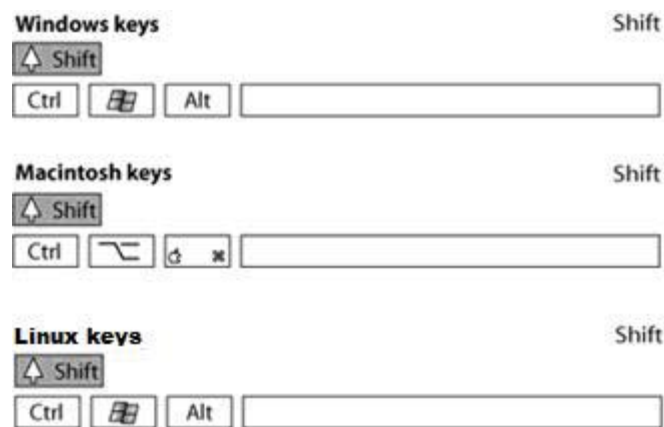 Windows keys Shift
Shift
Ctrl Alt
Macintosh keys Shift
Shift
Ctrl ⌥ ⌘
Linux keys Shift
Shift
Ctrl Alt